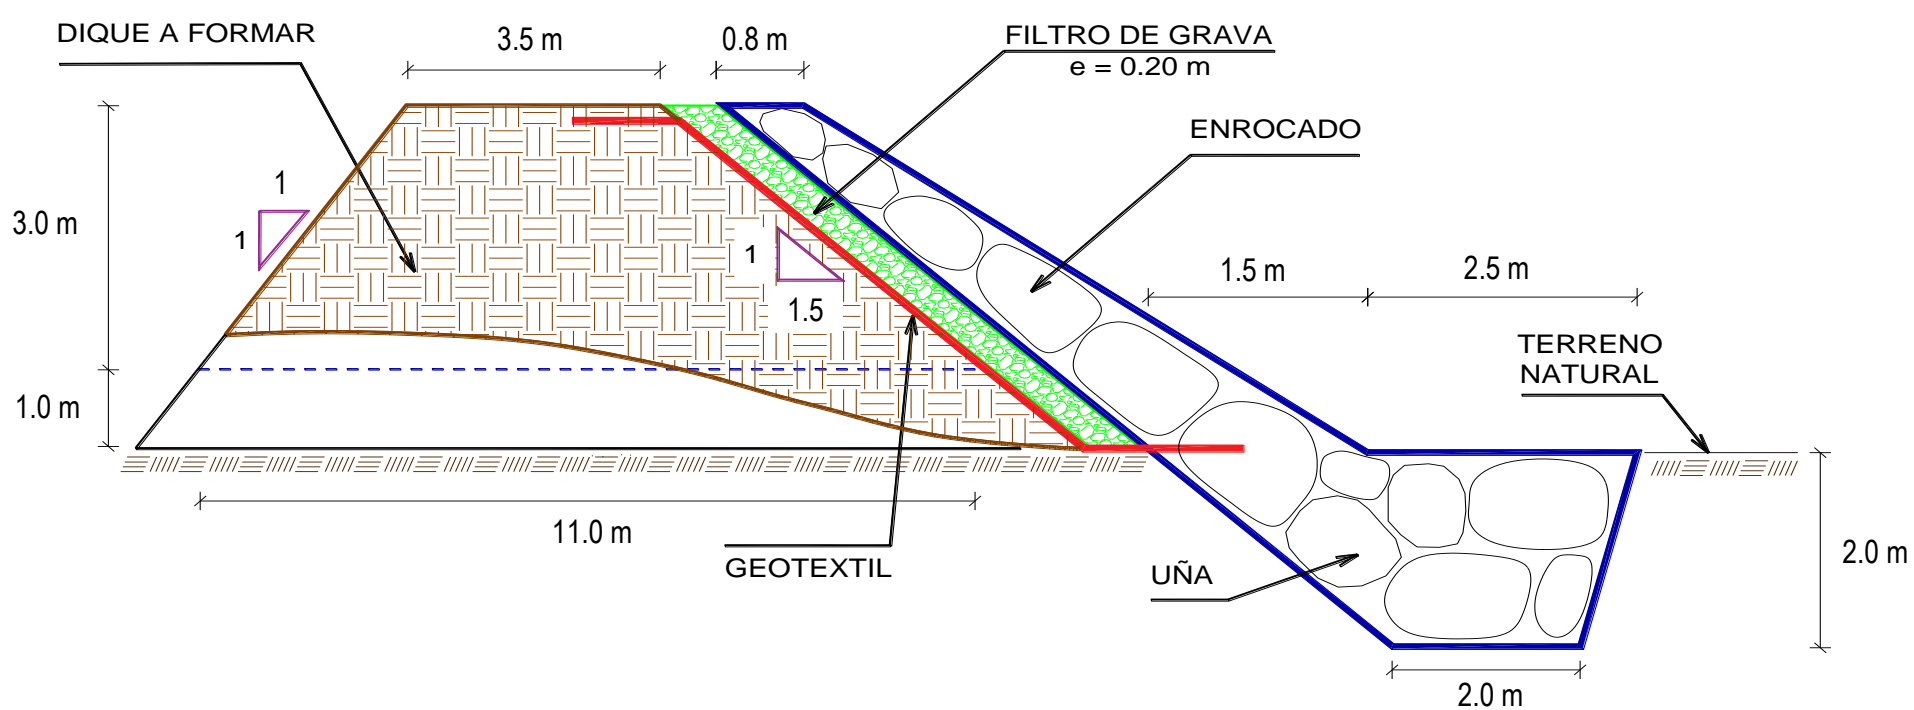 DIQUE A FORMAR
3.5 m
0.8 m
FILTRO DE GRAVA
e = 0.20 m
ENROCADO
1
1
3.0 m
1
1.5
1.5 m
2.5 m
TERRENO
NATURAL
1.0 m
11.0 m
GEOTEXTIL
UÑA
2.0 m
2.0 m